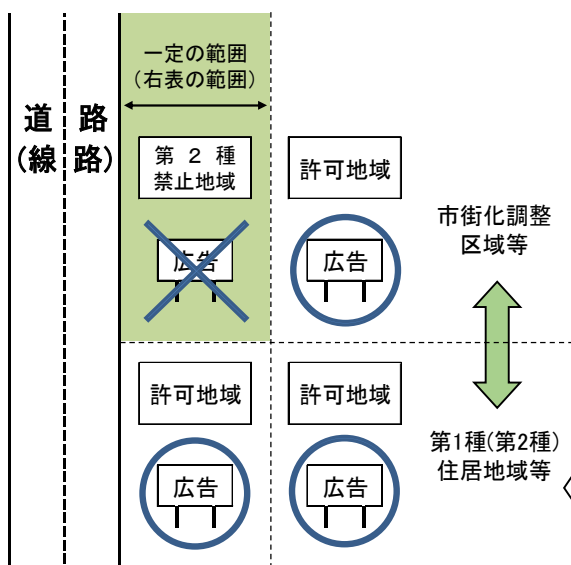 一定の範囲
(右表の範囲)
道路
(線路)
第2種
禁止地域
許可地域
広告
広告
市街化調整
区域等
許可地域
許可地域
広告
広告
第1種(第2種)
住居地域等